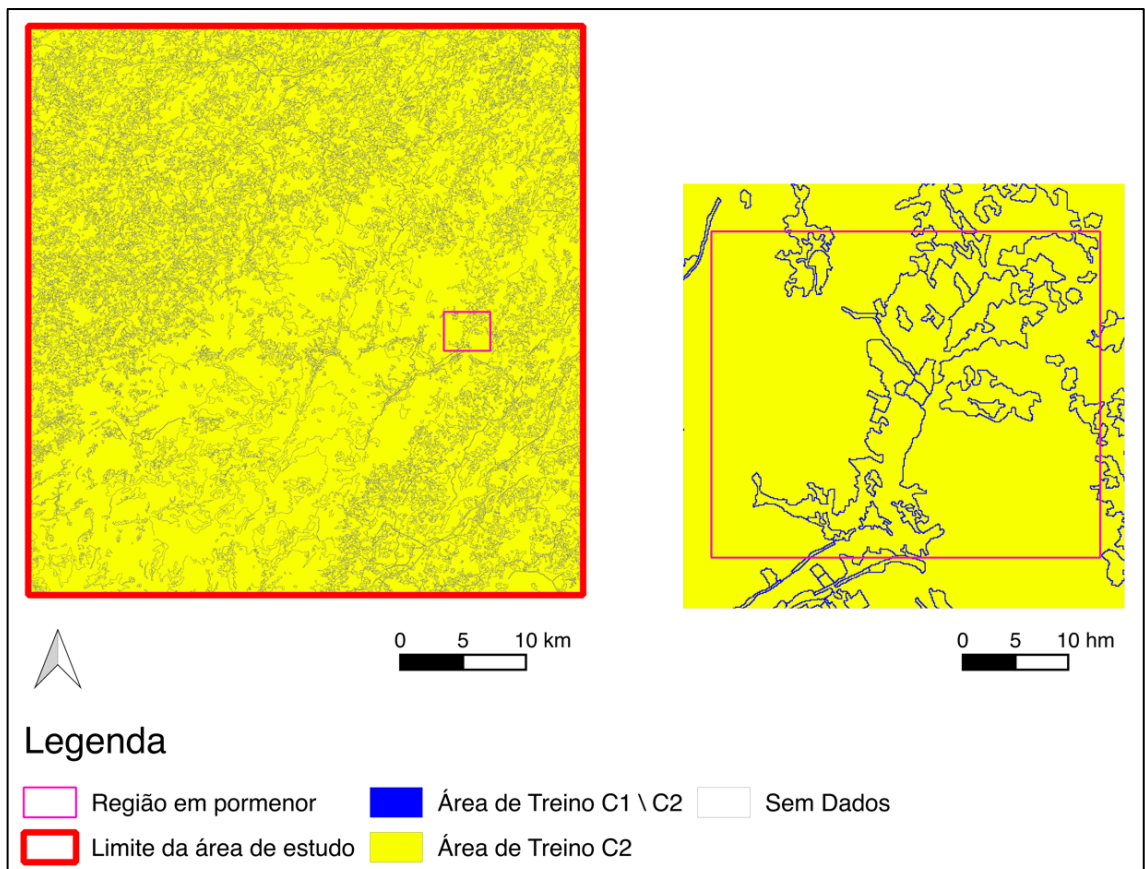 0 5 10 km
0 5 10 hm
Legenda
Região em pormenor
Área de Treino C1 \ C2
Sem Dados
Limite da área de estudo
Área de Treino C2